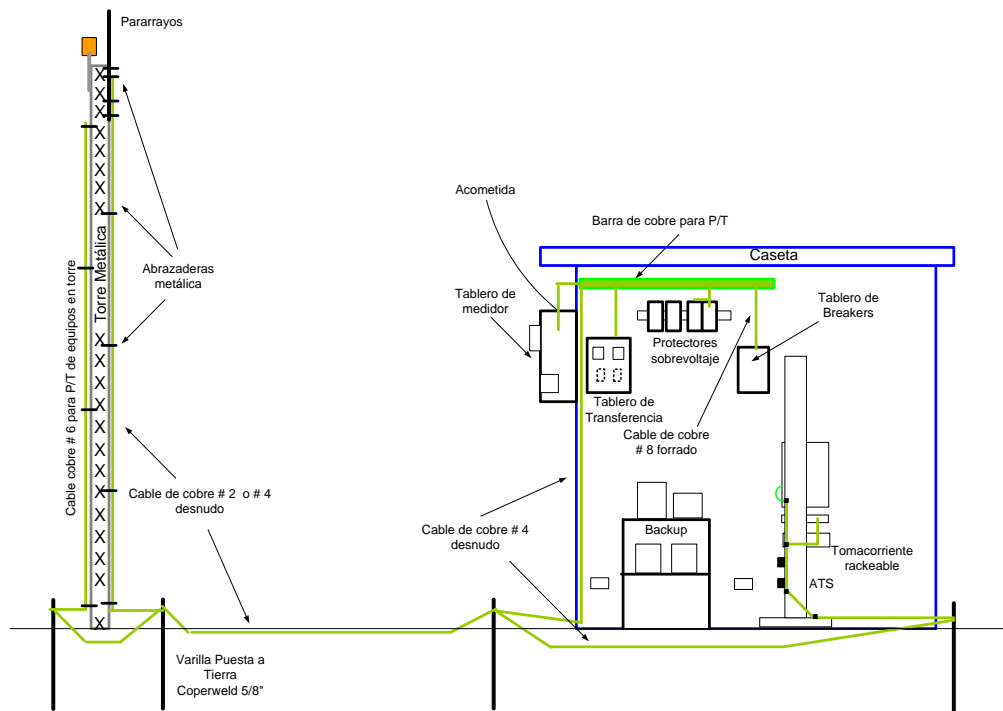 Pararrayos
Acometida
Barra de cobre para P/T
Caseta
Torre Metálica
Abrazaderas
metálica
Cable cobre # 6 para P/T de equipos en torre
Tablero de
medidor
Tablero de
Breakers
Protectores
sobrevoltaje
Tablero de
Transferencia
Cable de cobre
# 8 forrado
Cable de cobre # 2 o # 4
desnudo
Cable de cobre # 4
desnudo
Backup
Tomacorriente
rackeable
ATS
Varilla Puesta a
Tierra
Coperweld 5/8"